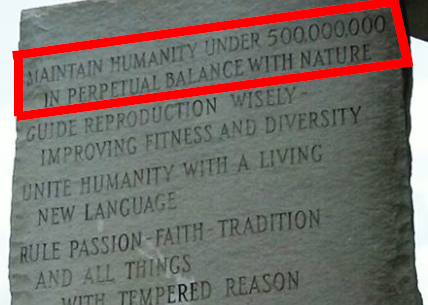 MAINTAIN HUMANITY UNDER 500,000,000
IN PERPETUAL BALANCE WITH NATURE
GUIDE REPRODUCTION WISELY-
IMPROVING FITNESS AND DIVERSITY
UNITE HUMANITY WITH A LIVING
NEW LANGUAGE
RULE PASSION-FAITH-TRADITION
AND ALL THINGS
WITH TEMPERED REASON